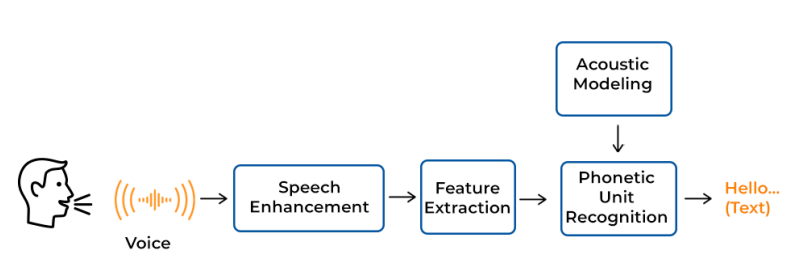 Acoustic
Modeling
Speech
Enhancement
Feature
Extraction
Phonetic
Unit
Recognition
Hello...
(Text)
Voice